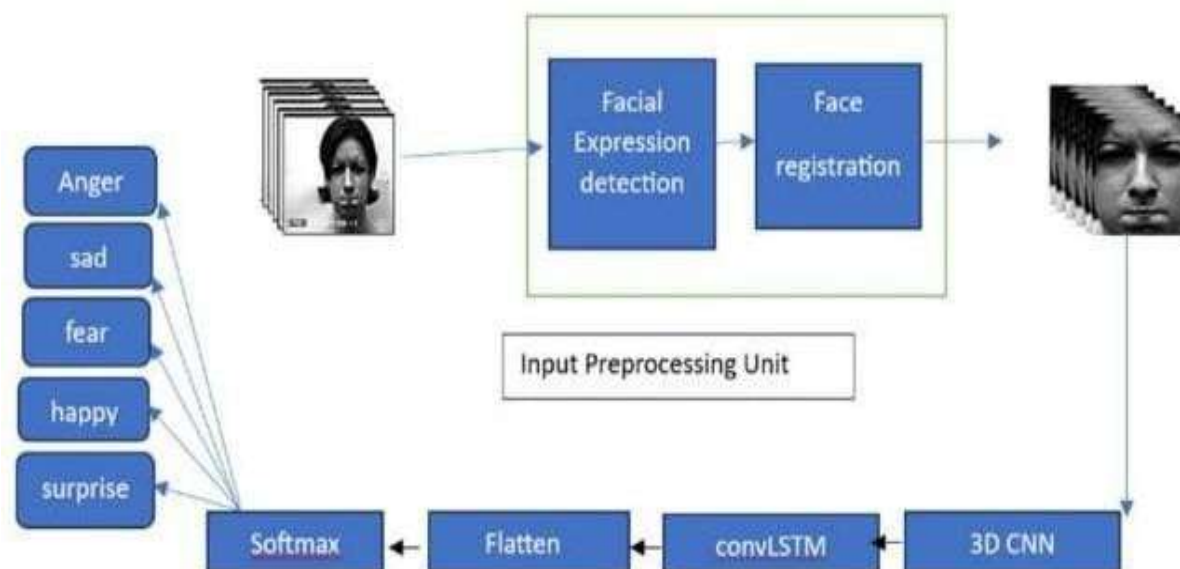 Facial
Expression
detection
Face
registration
Anger
sad
fear
happy
surprise
Input Preprocessing Unit
Softmax
Flatten
convLSTM
3D CNN